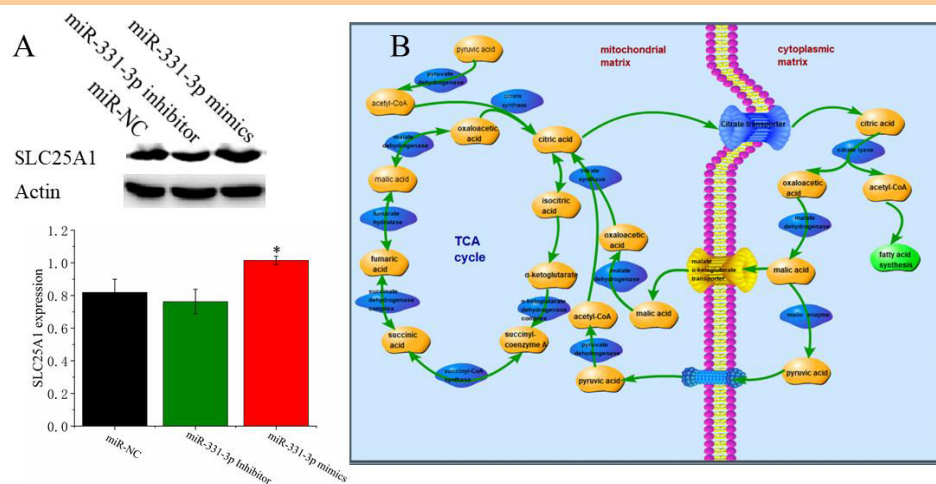 A
miR-NC
miR-331-3p inhibitor
miR-331-3p mimics
SLC25A1
Actin
SLC25A1 expression
1. 2
1. 0
0. 8
0. 6
0. 4
0. 2
0. 0
miR-NC
miR-331-3p Inhibitor
miR-331-3p mimics
*
B
mitochondrial
matrix
cytoplasmic
matrix
pyruvic acid
pyruvate
dehydrogenase
acetyl-CoA
citrate
synthase
oxaloacetic
acid
malate
dehydrogenase
malic acid
fumarate
hydratase
fumaric
acid
succinate
dehydrogenase
complex
succinic
acid
succinyl-CoA
synthase
succinyl-
coenzyme A
α-ketoglutarate
dehydrogenase
complex
α-ketoglutarate
isocitric
acid
citric acid
TCA
cycle
citrate
synthase
oxaloacetic
acid
malate
dehydrogenase
malic acid
acetyl-CoA
pyruvate
dehydrogenase
pyruvic acid
Citrate transporter
malate
α-ketoglutarate
transporter
citric acid
citrate lyase
oxaloacetic
acid
acetyl-CoA
malate
dehydrogenase
fatty acid
synthesis
malic acid
malic enzyme
pyruvic acid